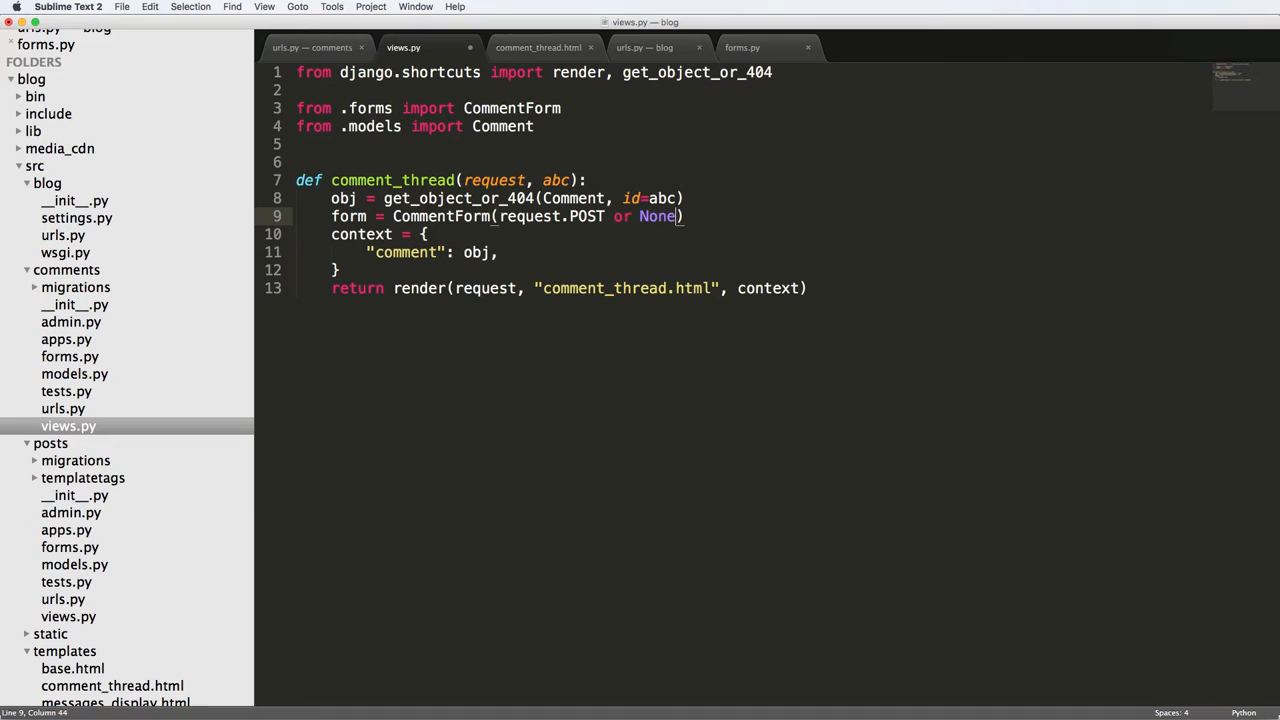 Sublime Text 2 File Edit Selection Find View Goto Tools Project Window Help
views.py — blog
urls.py — blog
forms.py
FOLDERS
blog
bin
include
lib
media_cdn
src
blog
__init__.py
settings.py
urls.py
wsgi.py
comments
migrations
__init__.py
admin.py
apps.py
forms.py
models.py
tests.py
urls.py
views.py
posts
migrations
templatetags
__init__.py
admin.py
apps.py
forms.py
models.py
tests.py
urls.py
views.py
static
templates
base.html
comment_thread.html
messages_display.html
urls.py — comments views.py comment_thread.html urls.py — blog forms.py
1 from django.shortcuts import render, get_object_or_404
2
3 from .forms import CommentForm
4 from .models import Comment
5
6
7 def comment_thread(request, abc):
8 obj = get_object_or_404(Comment, id=abc)
9 form = CommentForm(request.POST or None)
10 context = {
11 "comment": obj,
12 }
13 return render(request, "comment_thread.html", context)
Line 9, Column 44 Spaces: 4 Python